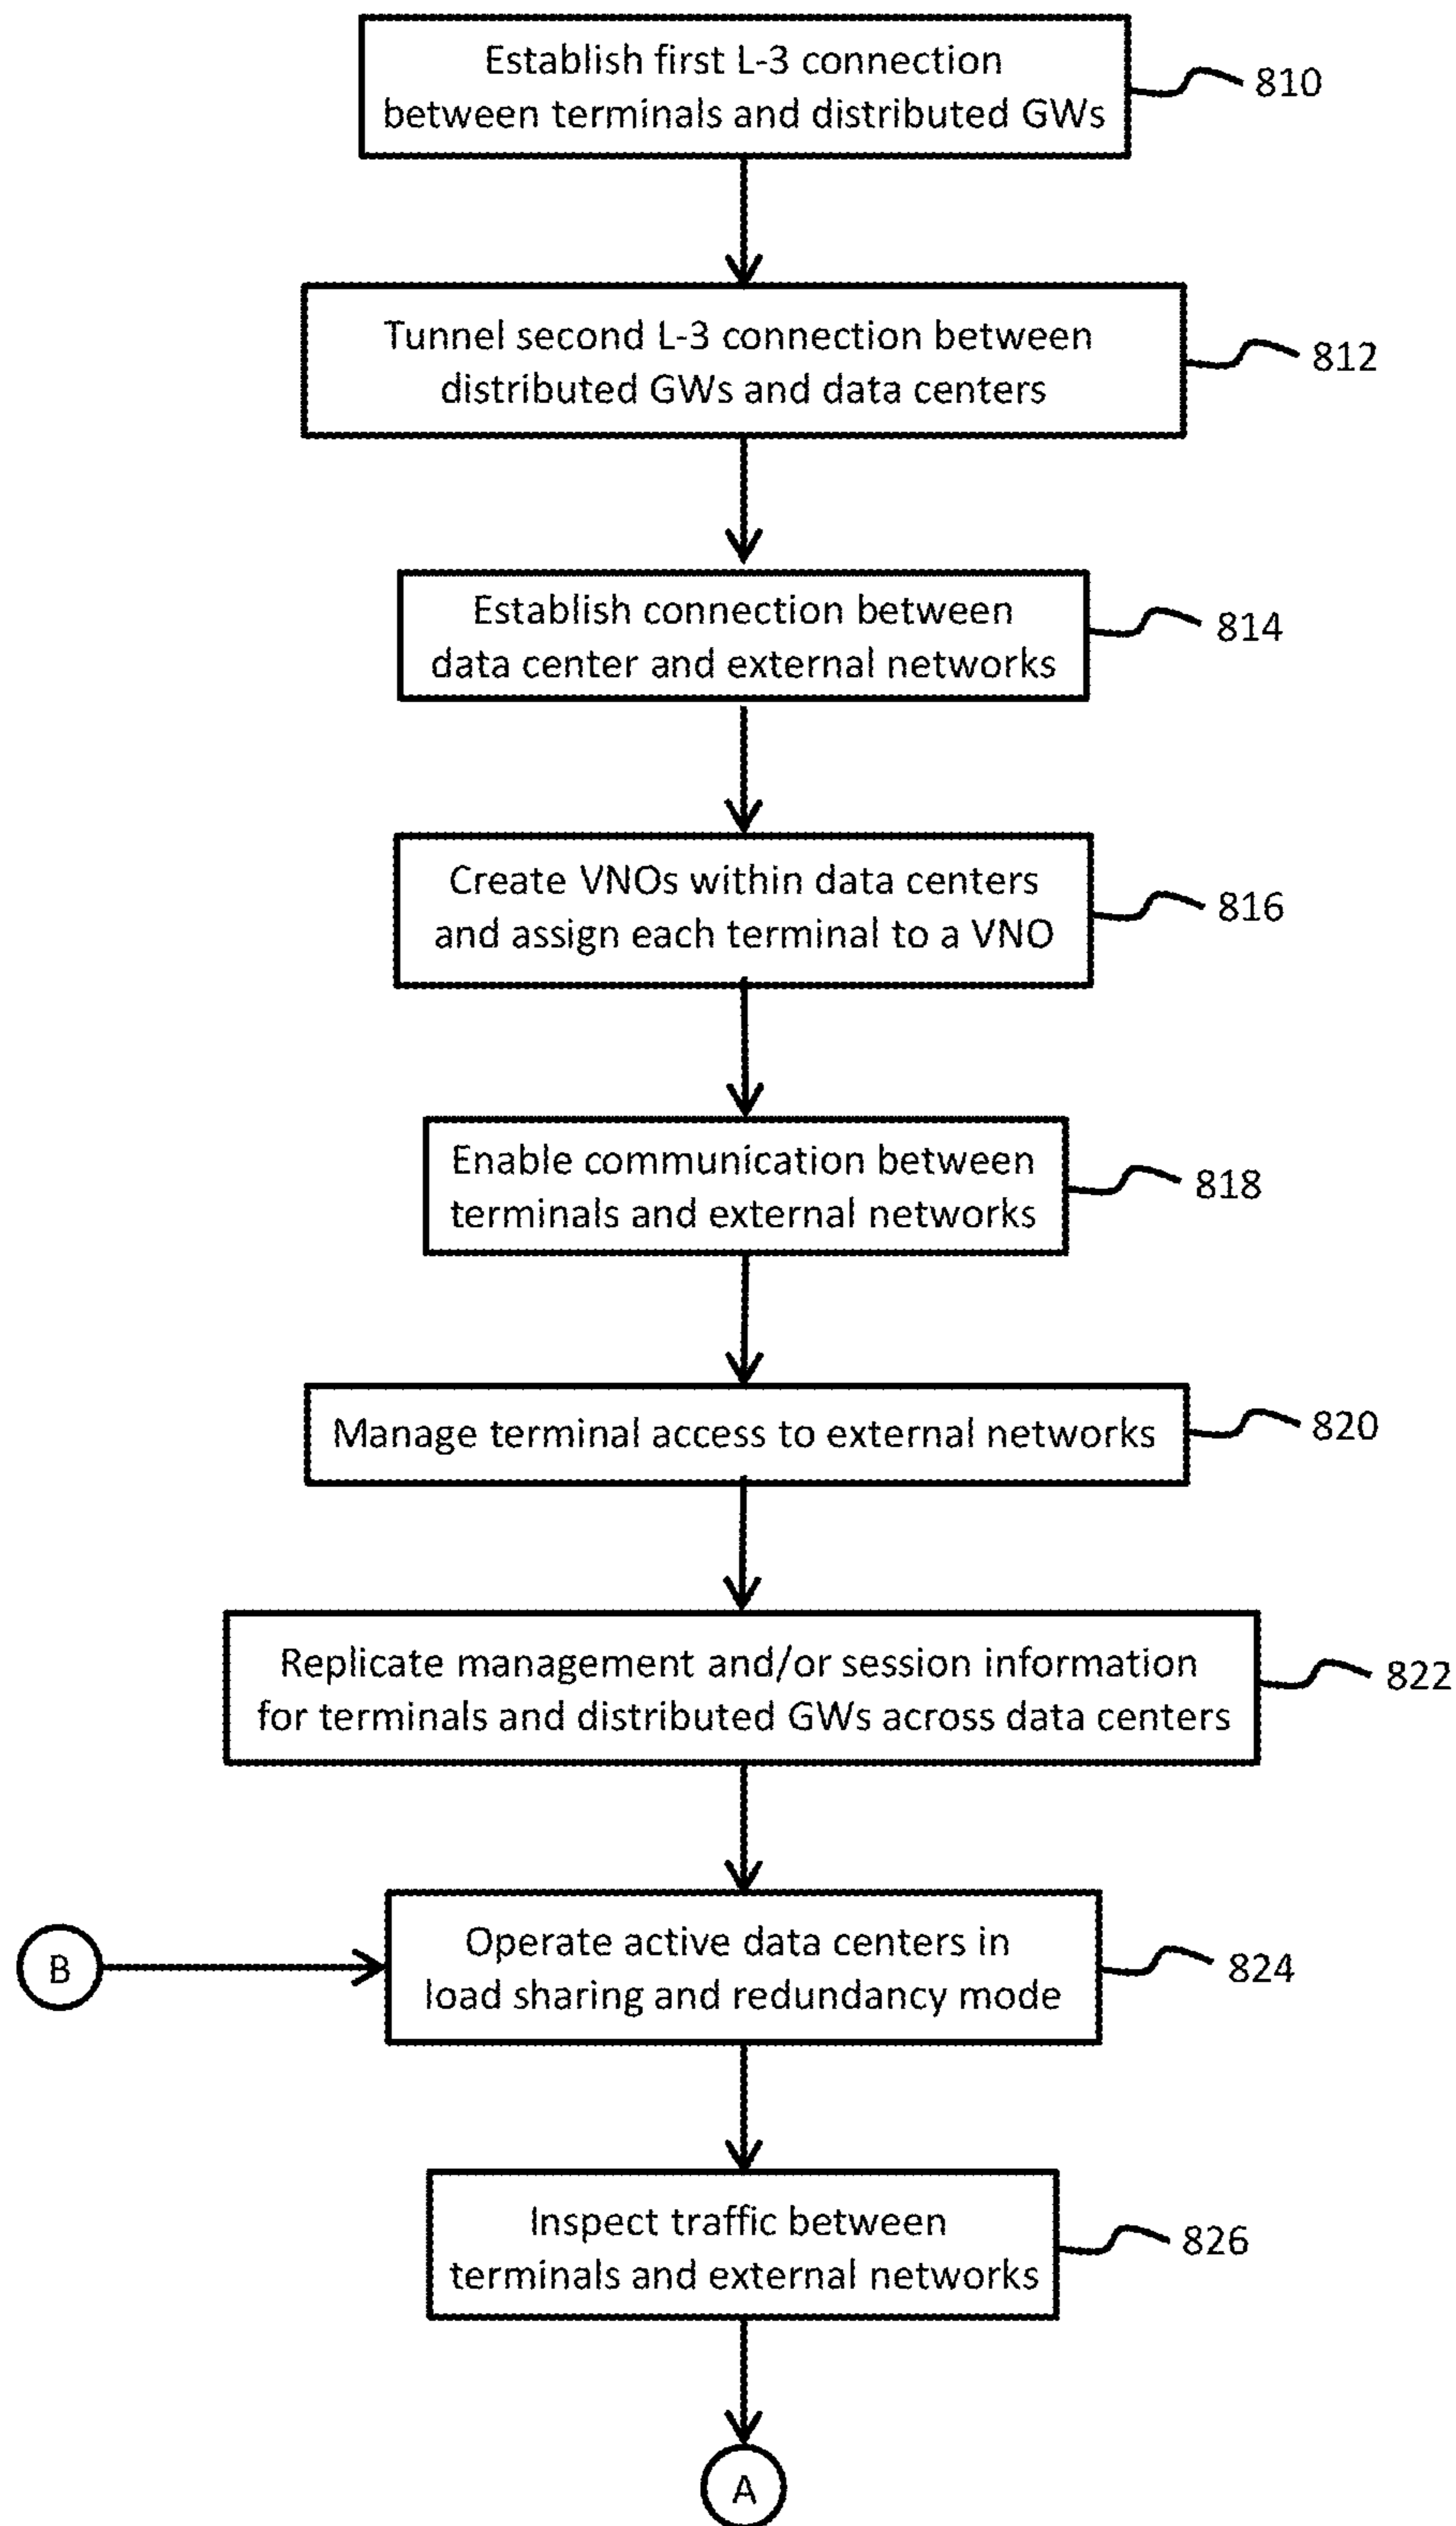 Establish first L-3 connection
between terminals and distributed GWs
810
Tunnel second L-3 connection between
distributed GWs and data centers
812
Establish connection between
data center and external networks
814
Create VNOs within data centers
and assign each terminal to a VNO
816
Enable communication between
terminals and external networks
818
Manage terminal access to external networks
820
Replicate management and/or session information
for terminals and distributed GWs across data centers
822
B
Operate active data centers in
load sharing and redundancy mode
824
Inspect traffic between
terminals and external networks
826
A